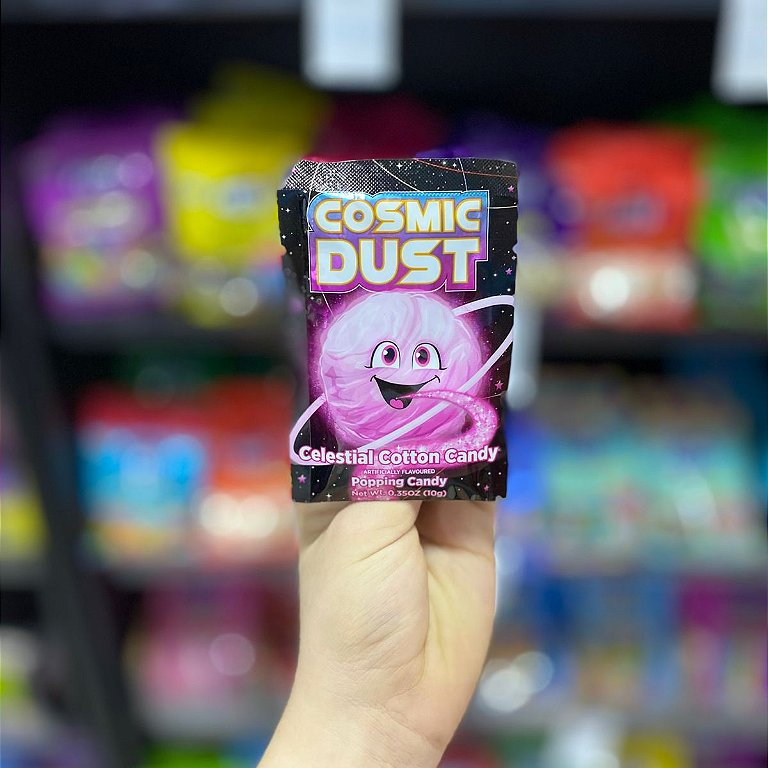 COSMIC
DUST
Celestial Cotton Candy
ARTIFICIALLY FLAVOURED
Popping Candy
Net Wt. 0.35OZ (10g)